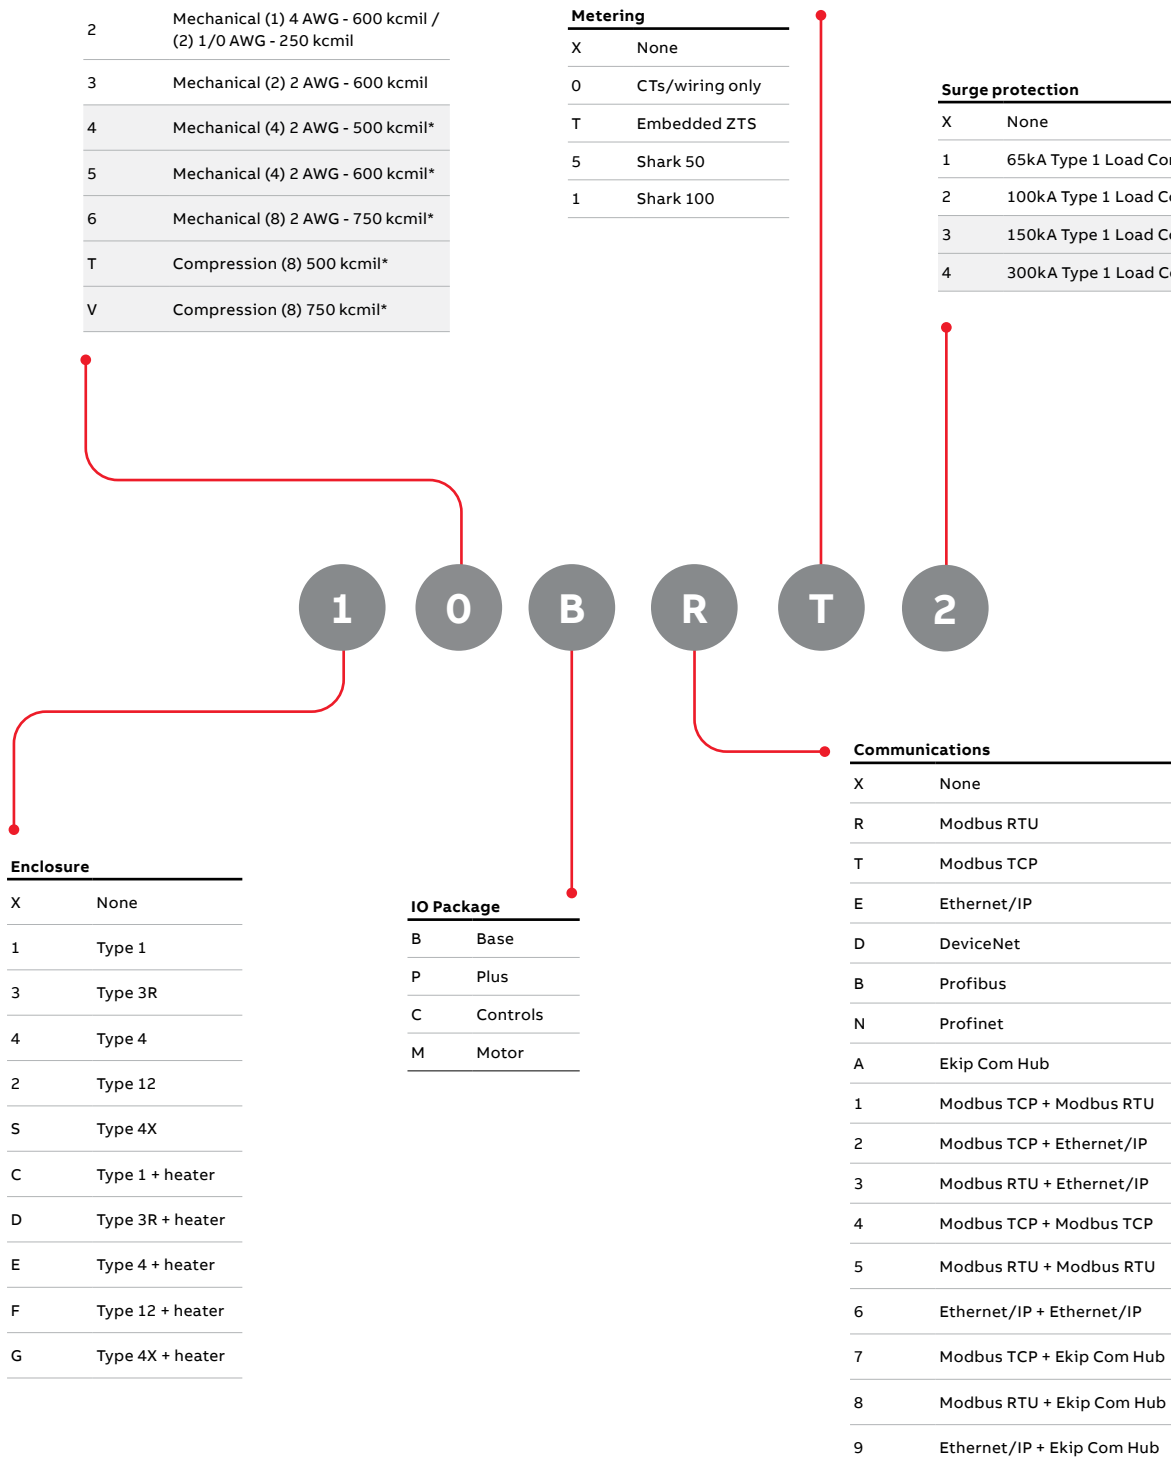 2 Mechanical (1) 4 AWG - 600 kcmil /
(2) 1/0 AWG - 250 kcmil
3 Mechanical (2) 2 AWG - 600 kcmil
4 Mechanical (4) 2 AWG - 500 kcmil*
5 Mechanical (4) 2 AWG - 600 kcmil*
6 Mechanical (8) 2 AWG - 750 kcmil*
T Compression (8) 500 kcmil*
V Compression (8) 750 kcmil*
Metering
X None
0 CTs/wiring only
T Embedded ZTS
5 Shark 50
1 Shark 100
Surge protection
X None
1 65kA Type 1 Load
2 100kA Type 1 Load
3 150kA Type 1 Load
4 300kA Type 1 Load
1 0 B R T 2
Enclosure
X None
1 Type 1
3 Type 3R
4 Type 4
2 Type 12
S Type 4X
C Type 1 + heater
D Type 3R + heater
E Type 4 + heater
F Type 12 + heater
G Type 4X + heater
IO Package
B Base
P Plus
C Controls
M Motor
Communications
X None
R Modbus RTU
T Modbus TCP
E Ethernet/IP
D DeviceNet
B Profibus
N Profinet
A Ekip Com Hub
1 Modbus TCP + Modbus RTU
2 Modbus TCP + Ethernet/IP
3 Modbus RTU + Ethernet/IP
4 Modbus TCP + Modbus TCP
5 Modbus RTU + Modbus RTU
6 Ethernet/IP + Ethernet/IP
7 Modbus TCP + Ekip Com Hub
8 Modbus RTU + Ekip Com Hub
9 Ethernet/IP + Ekip Com Hub